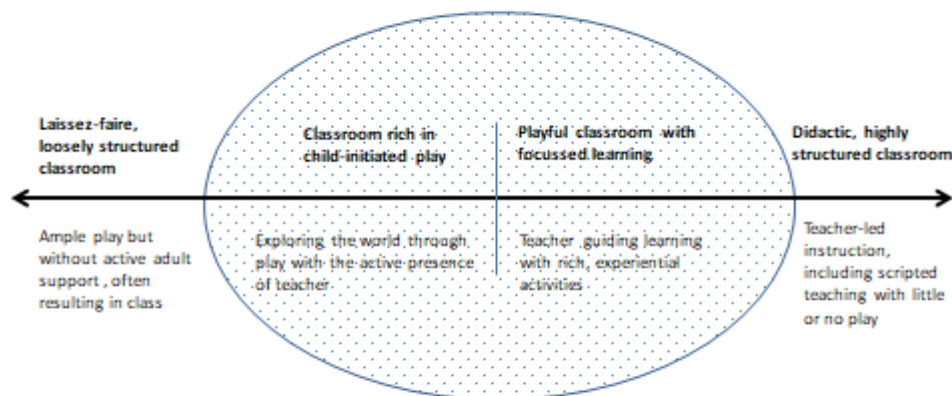 Laissez-faire,
loosely structured
classroom
Classroom rich in
child-initiated play
Playful classroom with
focussed learning
Didactic, highly
structured classroom
Ample play but
without active adult
support , often
resulting in class
Exploring the world through
play with the active presence
of teacher
Teacher guiding learning
with rich, experiential
activities
Teacher-led
instruction,
including scripted
teaching with little
or no play